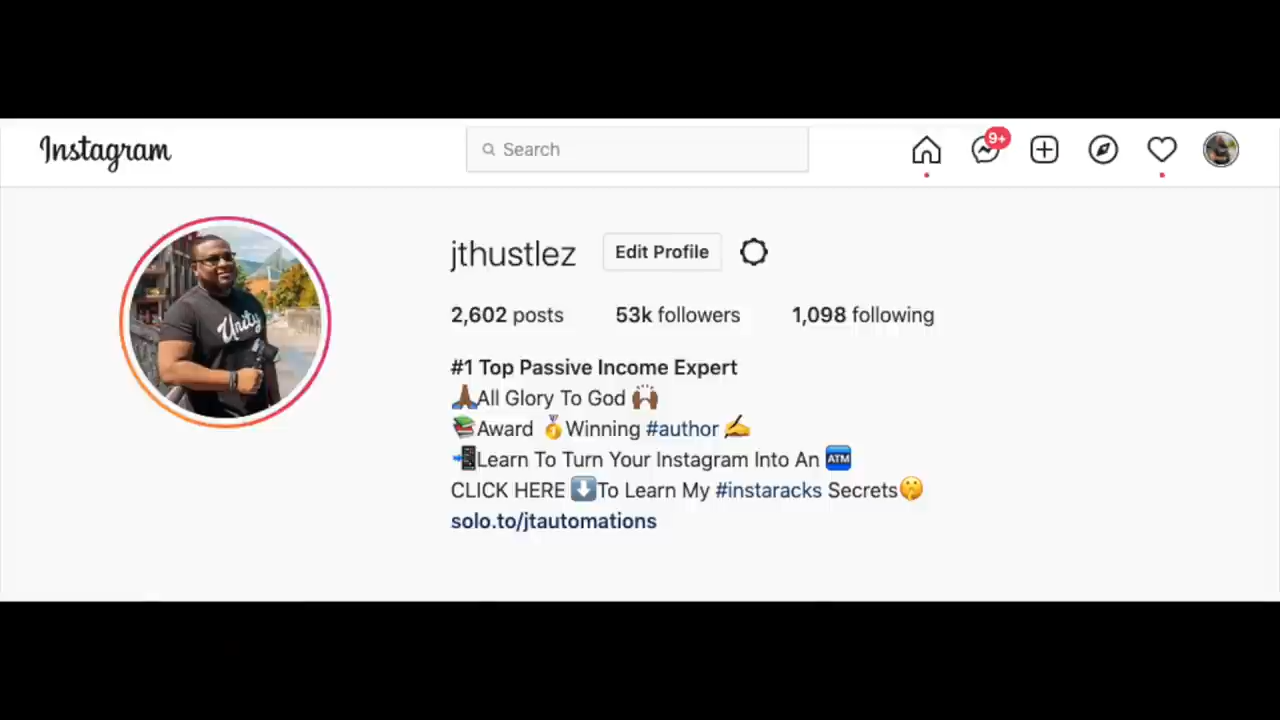 Instagram
Search
9+
jthustlez
Edit Profile
2,602 posts
53k followers
1,098 following
#1 Top Passive Income Expert
🙏🏾All Glory To God 🙌🏾
📚Award 🥇Winning #author ✍️
📲Learn To Turn Your Instagram Into An 🏧
CLICK HERE ⬇️To Learn My #instaracks Secrets🤫
solo.to/jtautomations
Unity